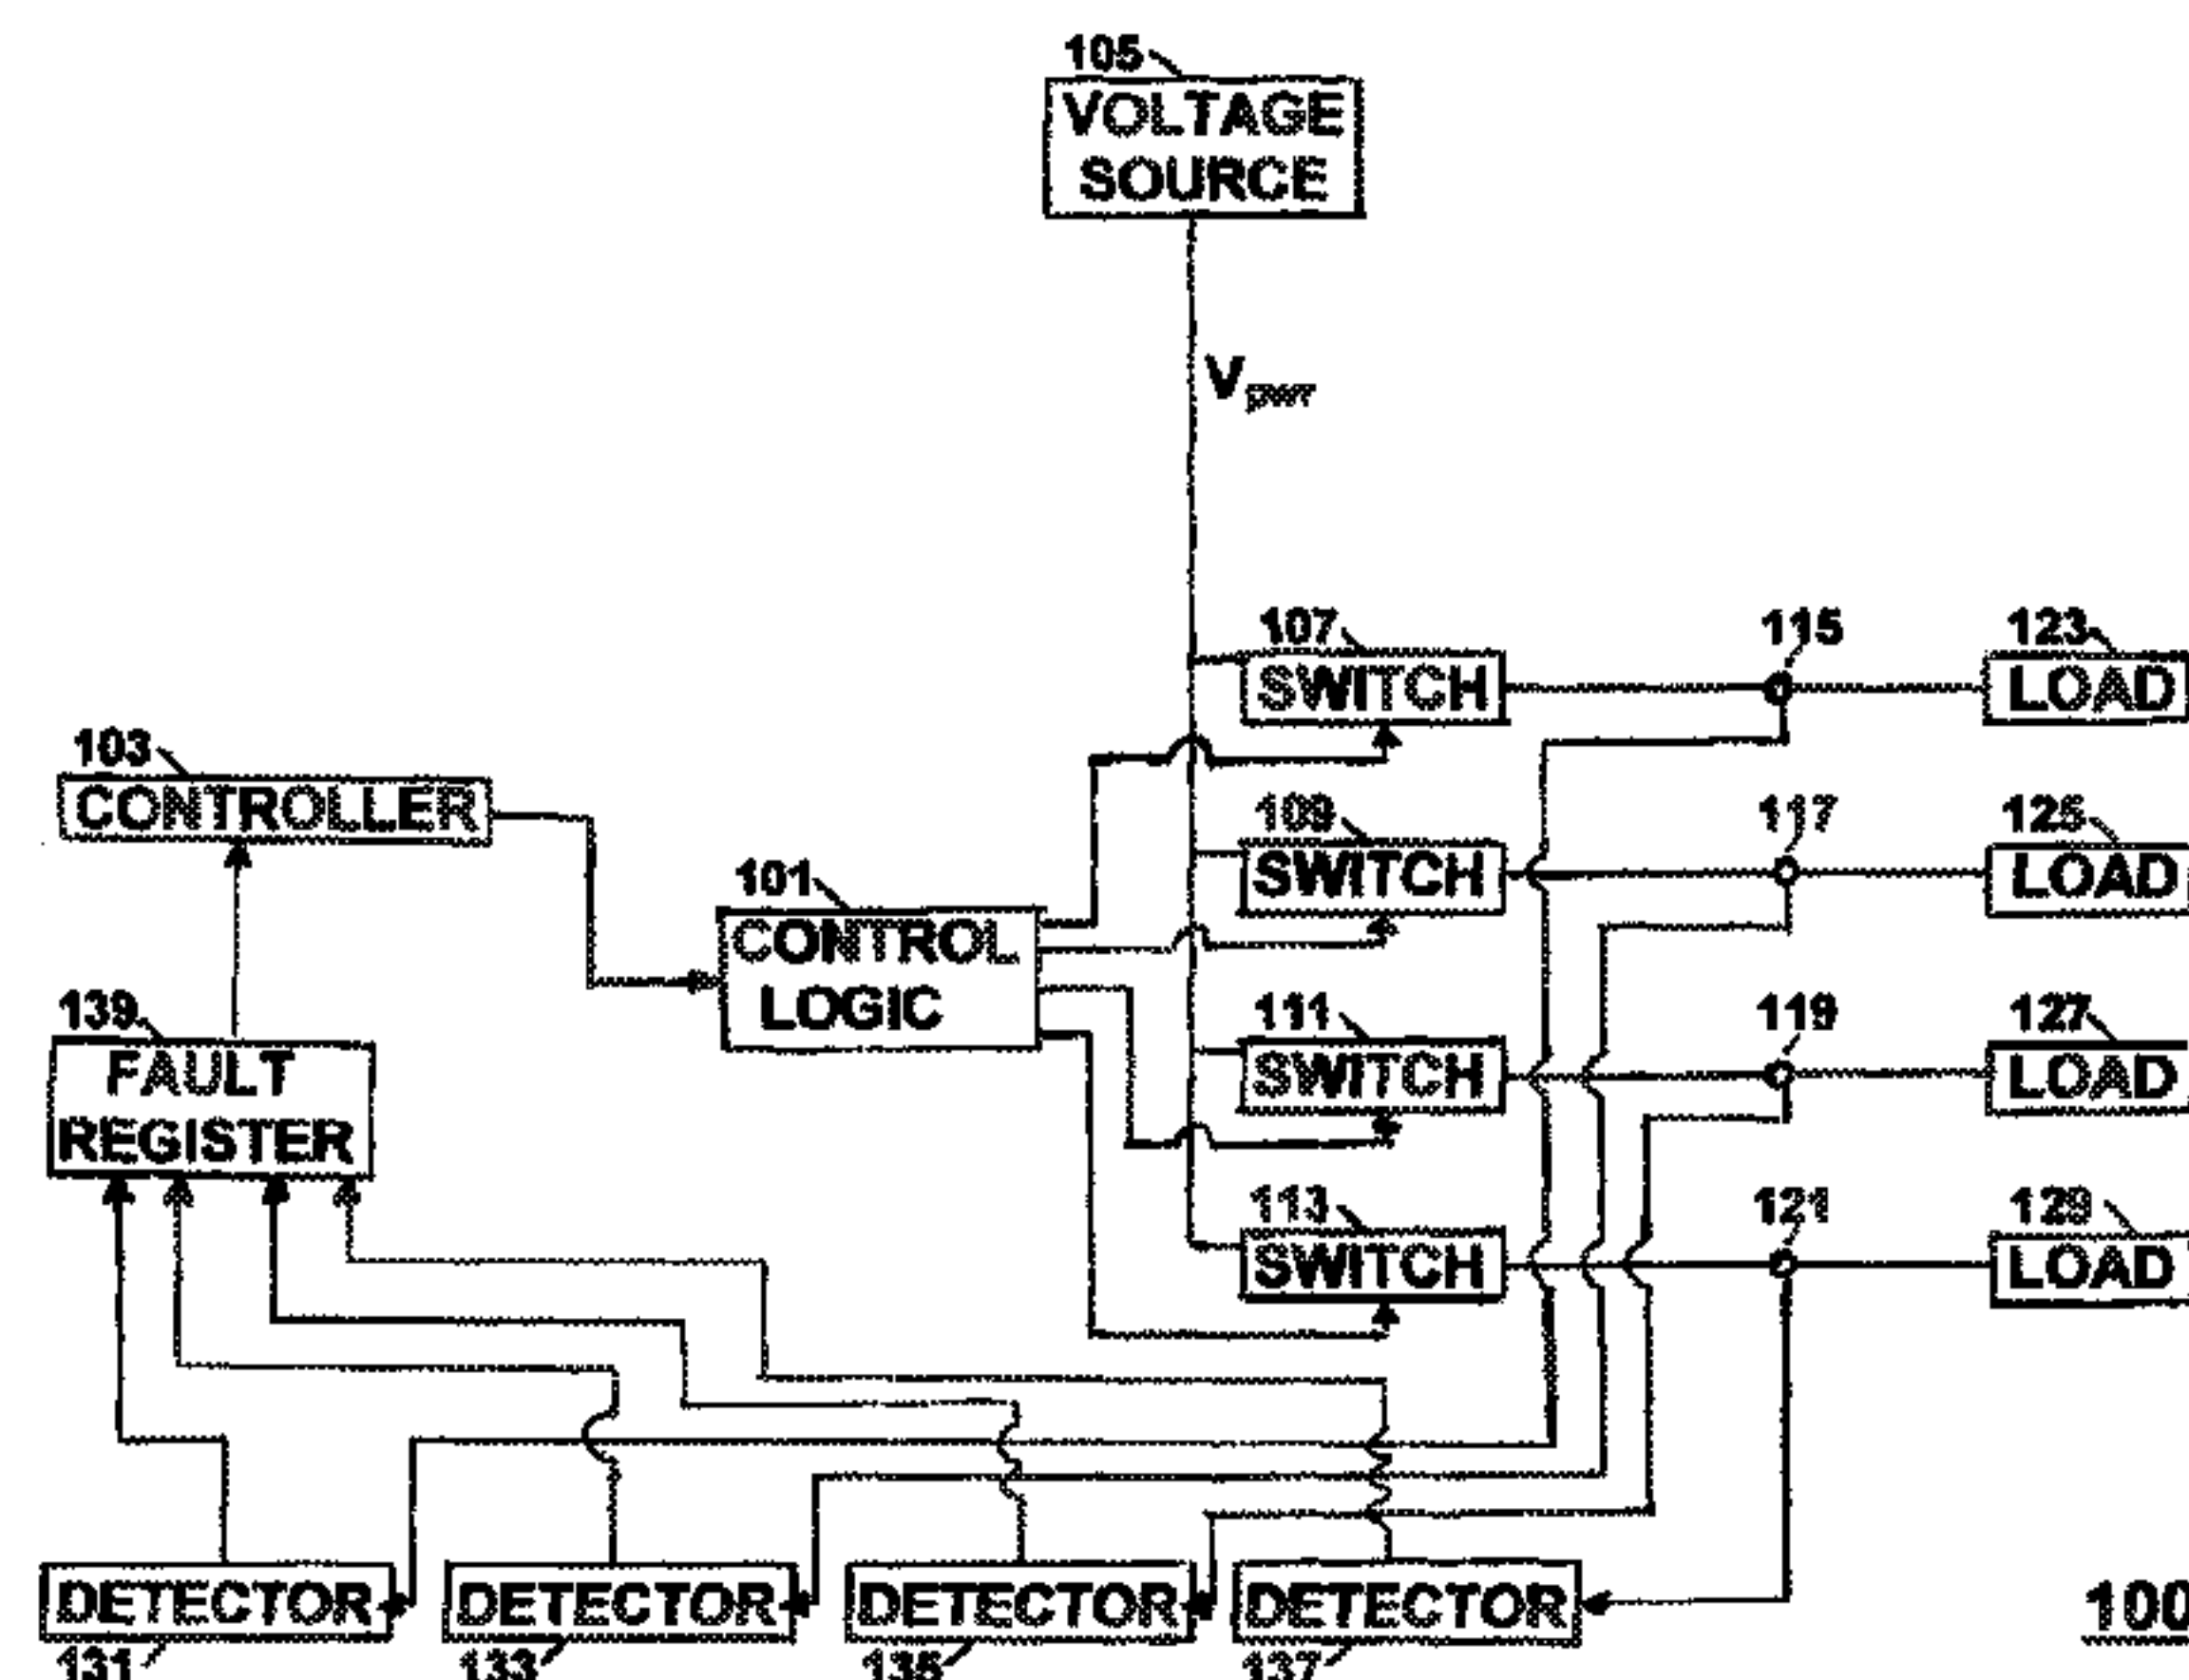 105
VOLTAGE
SOURCE
Vpwr
107
SWITCH
115
123
LOAD
103
CONTROLLER
109
SWITCH
117
125
LOAD
101
CONTROL
LOGIC
139
FAULT
REGISTER
111
SWITCH
119
127
LOAD
113
SWITCH
121
129
LOAD
DETECTOR
DETECTOR
DETECTOR
DETECTOR
100
131
133
135
137